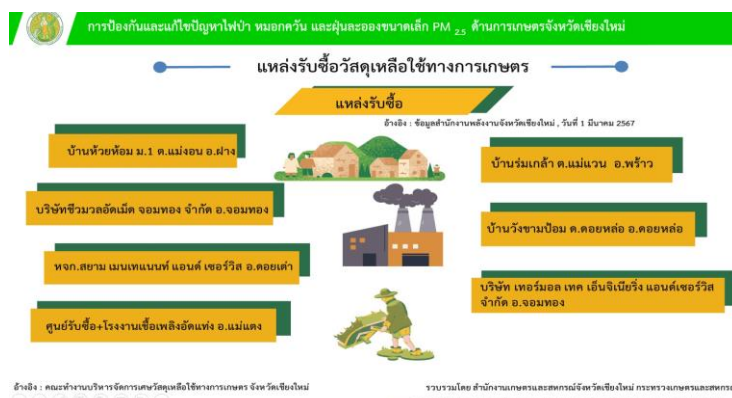 การป้องกันและแก้ไขปัญหาไฟป่า หมอกควัน และฝุ่นละอองขนาดเล็ก PM 2.5 ด้านการเกษตรจังหวัดเชียงใหม่
แหล่งรับซื้อวัสดุเหลือใช้ทางการเกษตร
แหล่งรับซื้อ
อ้างอิง : ข้อมูลสำนักงานพลังงานจังหวัดเชียงใหม่ , วันที่ 1 มีนาคม 2567
บ้านห้วยห้อม ม.1 ต.แม่งอน อ.ฝาง
บริษัทชีวมวลอัดเม็ด จอมทอง จำกัด อ.จอมทอง
หจก.สยาม เมนเทแนนท์ แอนด์ เซอร์วิส อ.ดอยเต่า
ศูนย์รับซื้อ+โรงงานเชื้อเพลิงอัดแท่ง อ.แม่แตง
บ้านร่มเกล้า ต.แม่แวน อ.พร้าว
บ้านวังขามป้อม ต.ดอยหล่อ อ.ดอยหล่อ
บริษัท เทอร์มอล เทค เอ็นจิเนียริ่ง แอนด์เซอร์วิส
จำกัด อ.จอมทอง
อ้างอิง : คณะทำงานบริหารจัดการเศษวัสดุเหลือใช้ทางการเกษตร จังหวัดเชียงใหม่
รวบรวมโดย สำนักงานเกษตรและสหกรณ์จังหวัดเชียงใหม่ กระทรวงเกษตรและสหกรณ์